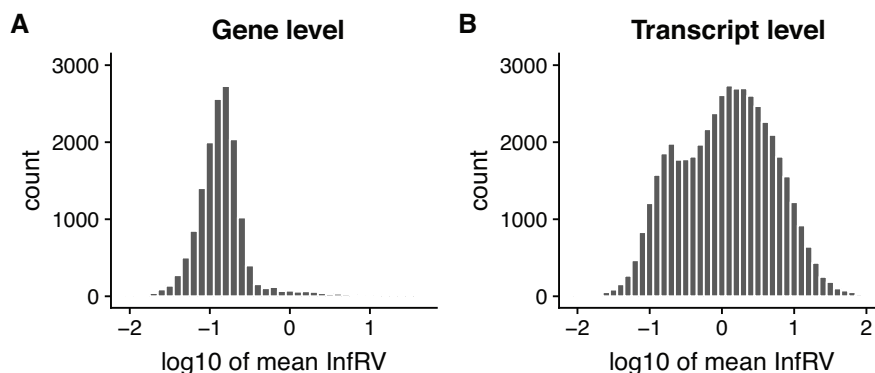 A
Gene level
3000
2000
1000
0
count
−2 −1 0 1
log10 of mean InfRV
B
Transcript level
3000
2000
1000
0
count
−2 −1 0 1 2
log10 of mean InfRV